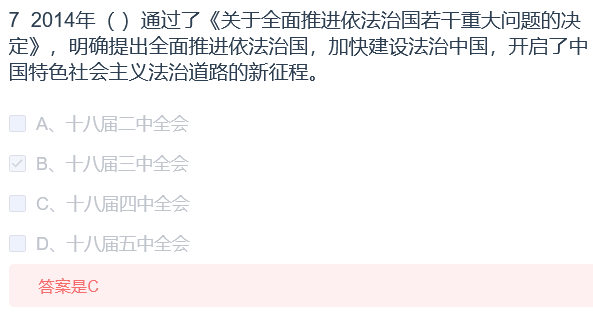 7 2014年（ ）通过了《关于全面推进依法治国若干重大问题的决
定》，明确提出全面推进依法治国，加快建设法治中国，开启了中
国特色社会主义法治道路的新征程。
A、十八届二中全会
B、十八届三中全会
C、十八届四中全会
D、十八届五中全会
答案是C